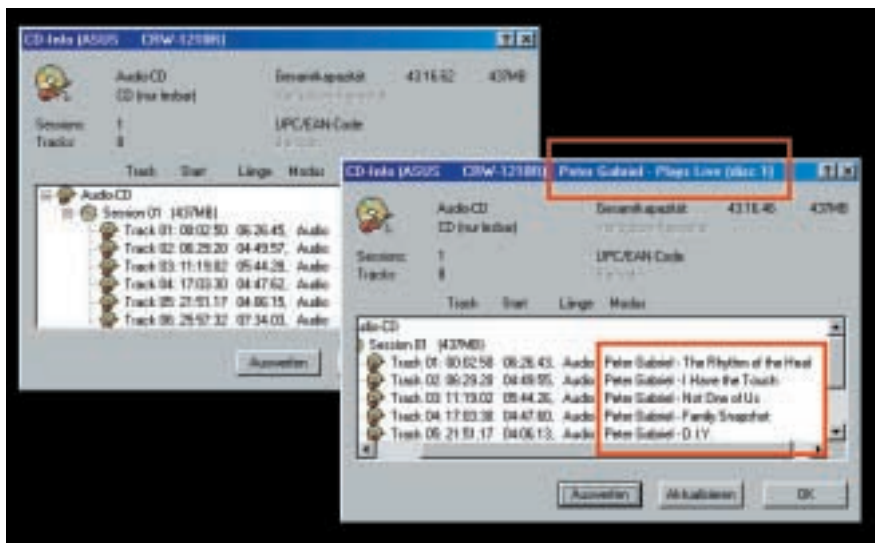 CD-Info (ASUS CRW-1210B)
Audio-CD
Gesamtkapazität
43:16.62
437MB
CD (nur lesbar)
Sessions: 1
UPC/EAN-Code
Tracks: 8
Track Start Länge Modus
Audio-CD
Session 01 (437MB)
Track 01: 00:02.50 06:26.45, Audio
Track 02: 06:29.20 04:49.57, Audio
Track 03: 11:19.02 05:44.28, Audio
Track 04: 17:03.30 04:47.62, Audio
Track 05: 21:51.17 04:06.15, Audio
Track 06: 25:57.32 07:34.03, Audio
Auswerfen
CD-Info (ASUS CRW-1210B) Peter Gabriel - Plays Live (disc 1)
Audio-CD
Gesamtkapazität
43:16.46
437MB
CD (nur lesbar)
Sessions: 1
UPC/EAN-Code
Tracks: 8
Track Start Länge Modus
udio-CD
Session 01 (437MB)
Track 01: 00:02.50 06:26.43, Audio Peter Gabriel - The Rhythm of the Heat
Track 02: 06:29.20 04:49.55, Audio Peter Gabriel - I Have the Touch
Track 03: 11:19.02 05:44.26, Audio Peter Gabriel - Not One of Us
Track 04: 17:03.30 04:47.60, Audio Peter Gabriel - Family Snapshot
Track 05: 21:51.17 04:06.13, Audio Peter Gabriel - D.I.Y.
Auswerfen
Aktualisieren
OK